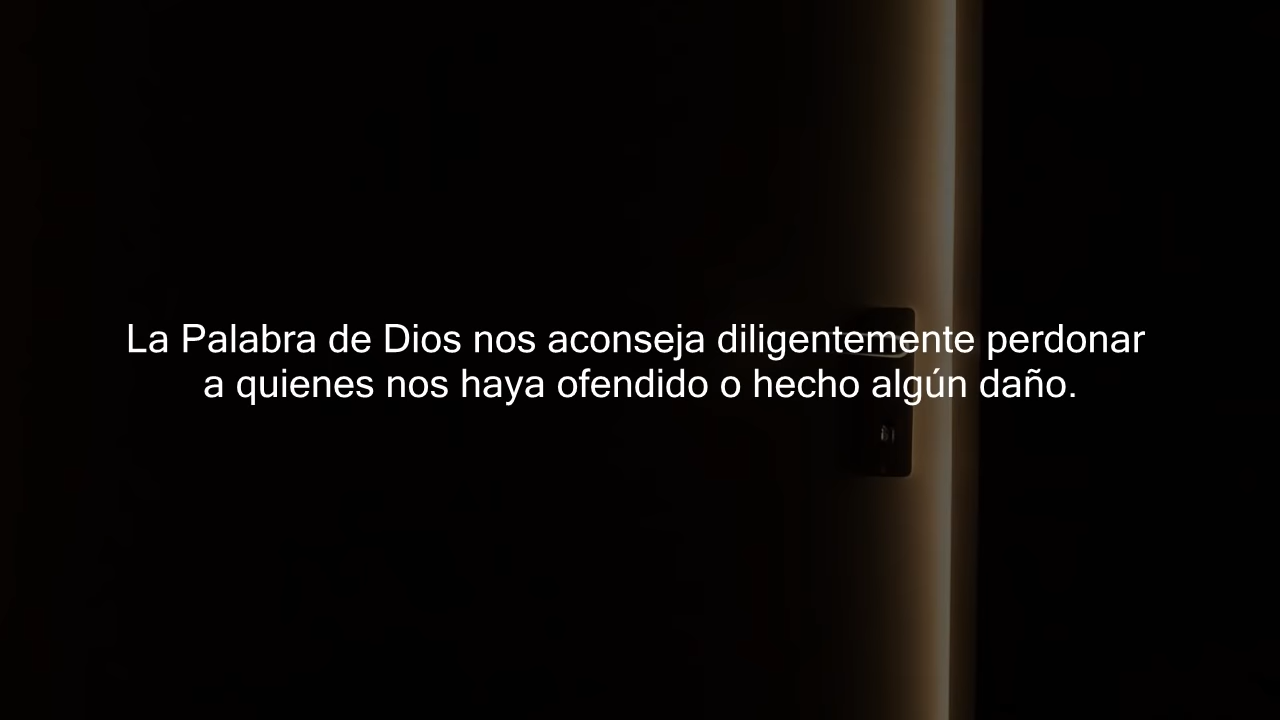 La Palabra de Dios nos aconseja diligentemente perdonar
a quienes nos haya ofendido o hecho algún daño.